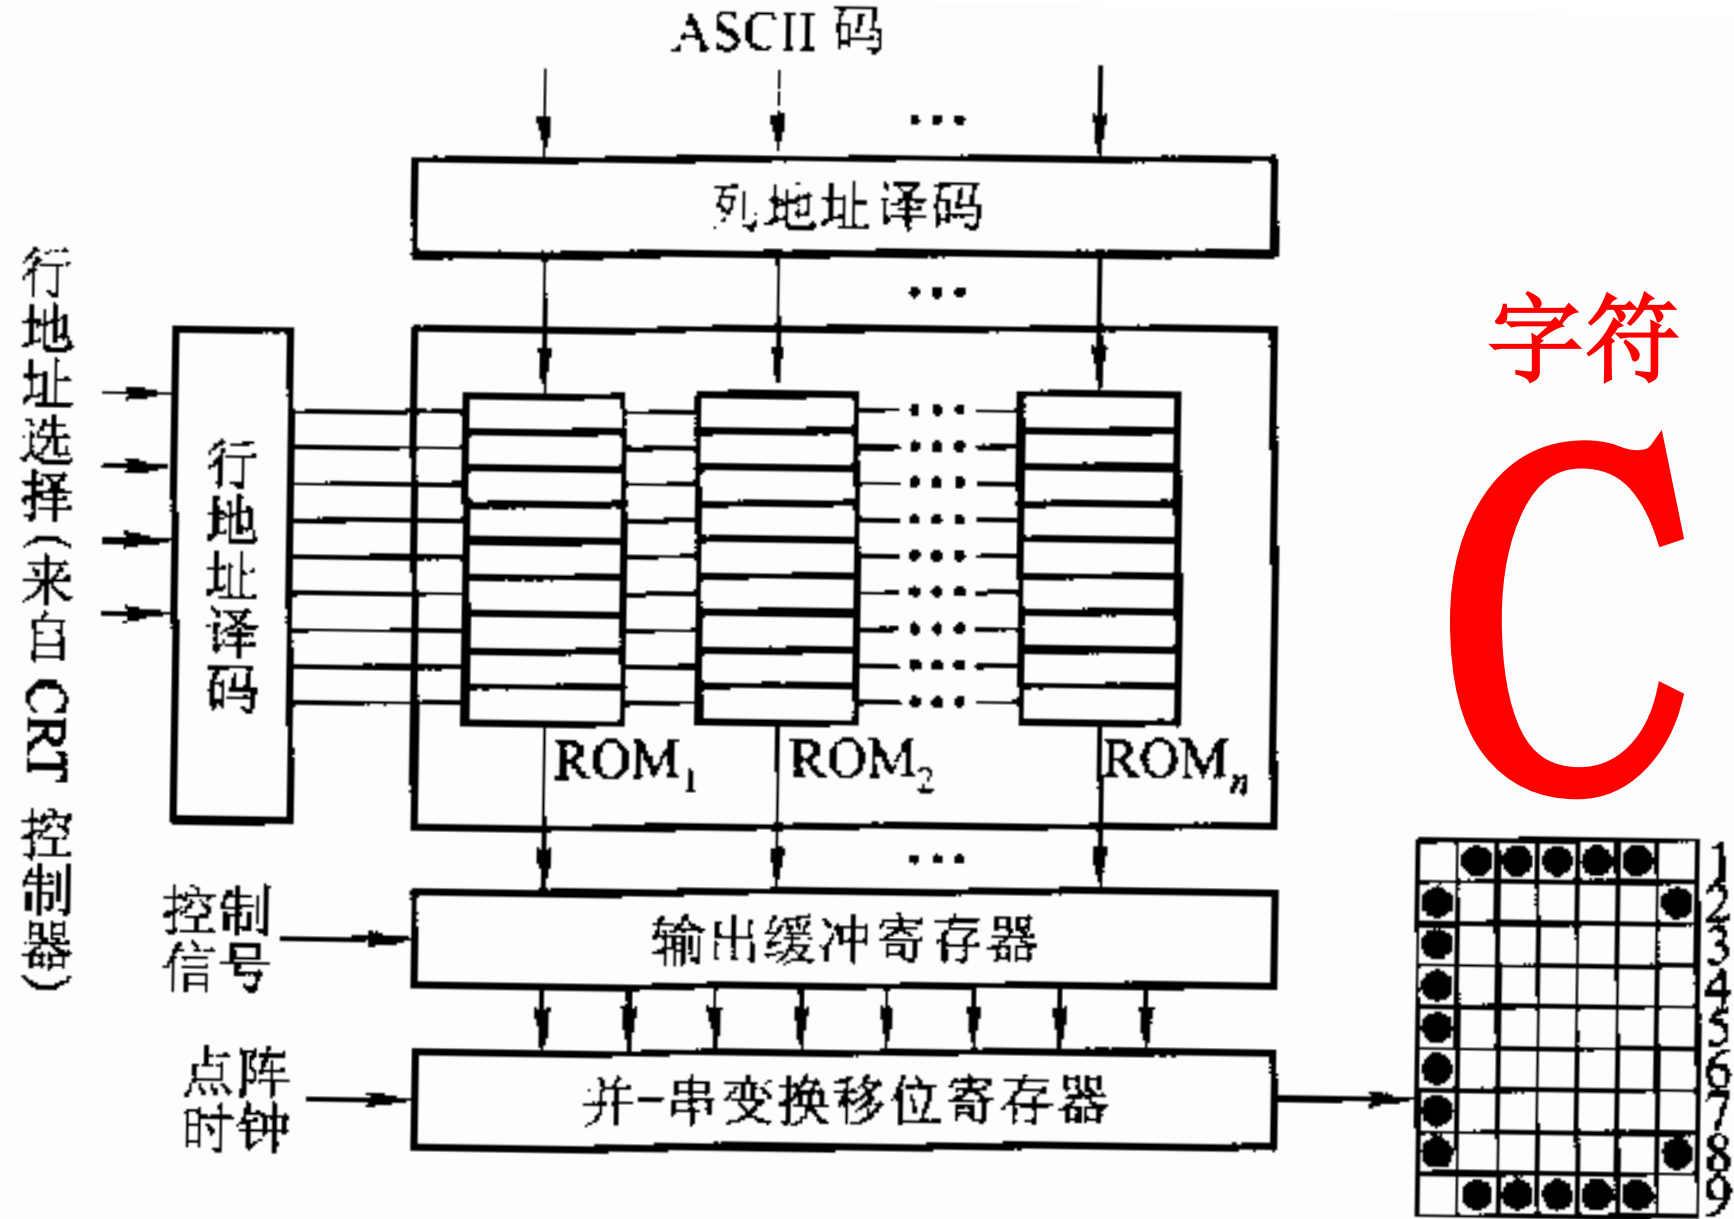 ASCII 码
列地址译码
行地址选择(来自 CRT 控制器)
行地址译码
ROM₁
ROM₂
ROMₙ
控制信号
输出缓冲寄存器
点阵时钟
并-串变换移位寄存器
字符
C
1
2
3
4
5
6
7
8
9